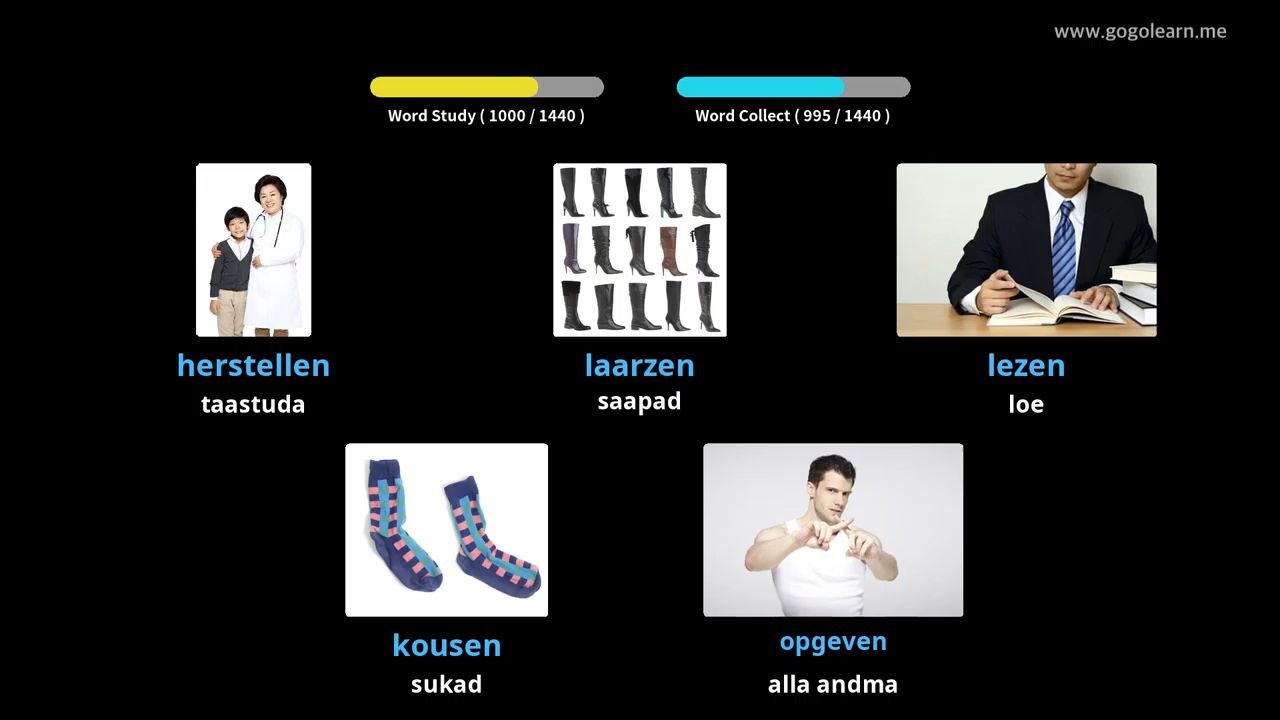 www.gogolearn.me
Word Study ( 1000 / 1440 )
Word Collect ( 995 / 1440 )
herstellen
taastuda
laarzen
saapad
lezen
loe
kousen
sukad
opgeven
alla andma